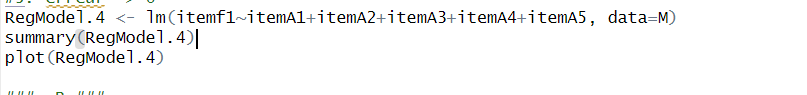 RegModel.4 <- lm(itemf1~itemA1+itemA2+itemA3+itemA4+itemA5, data=M)
summary(RegModel.4)
plot(RegModel.4)